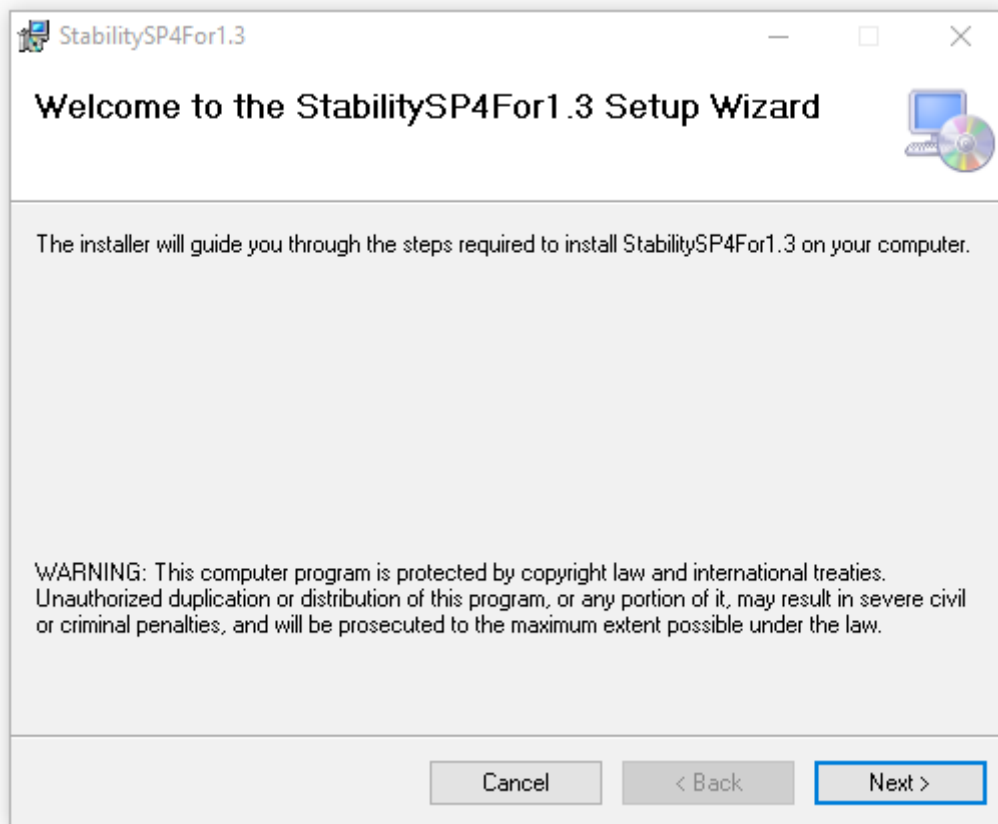 StabilitySP4For1.3
Welcome to the StabilitySP4For1.3 Setup Wizard
The installer will guide you through the steps required to install StabilitySP4For1.3 on your computer.
WARNING: This computer program is protected by copyright law and international treaties.
Unauthorized duplication or distribution of this program, or any portion of it, may result in severe civil
or criminal penalties, and will be prosecuted to the maximum extent possible under the law.
Cancel
< Back
Next >